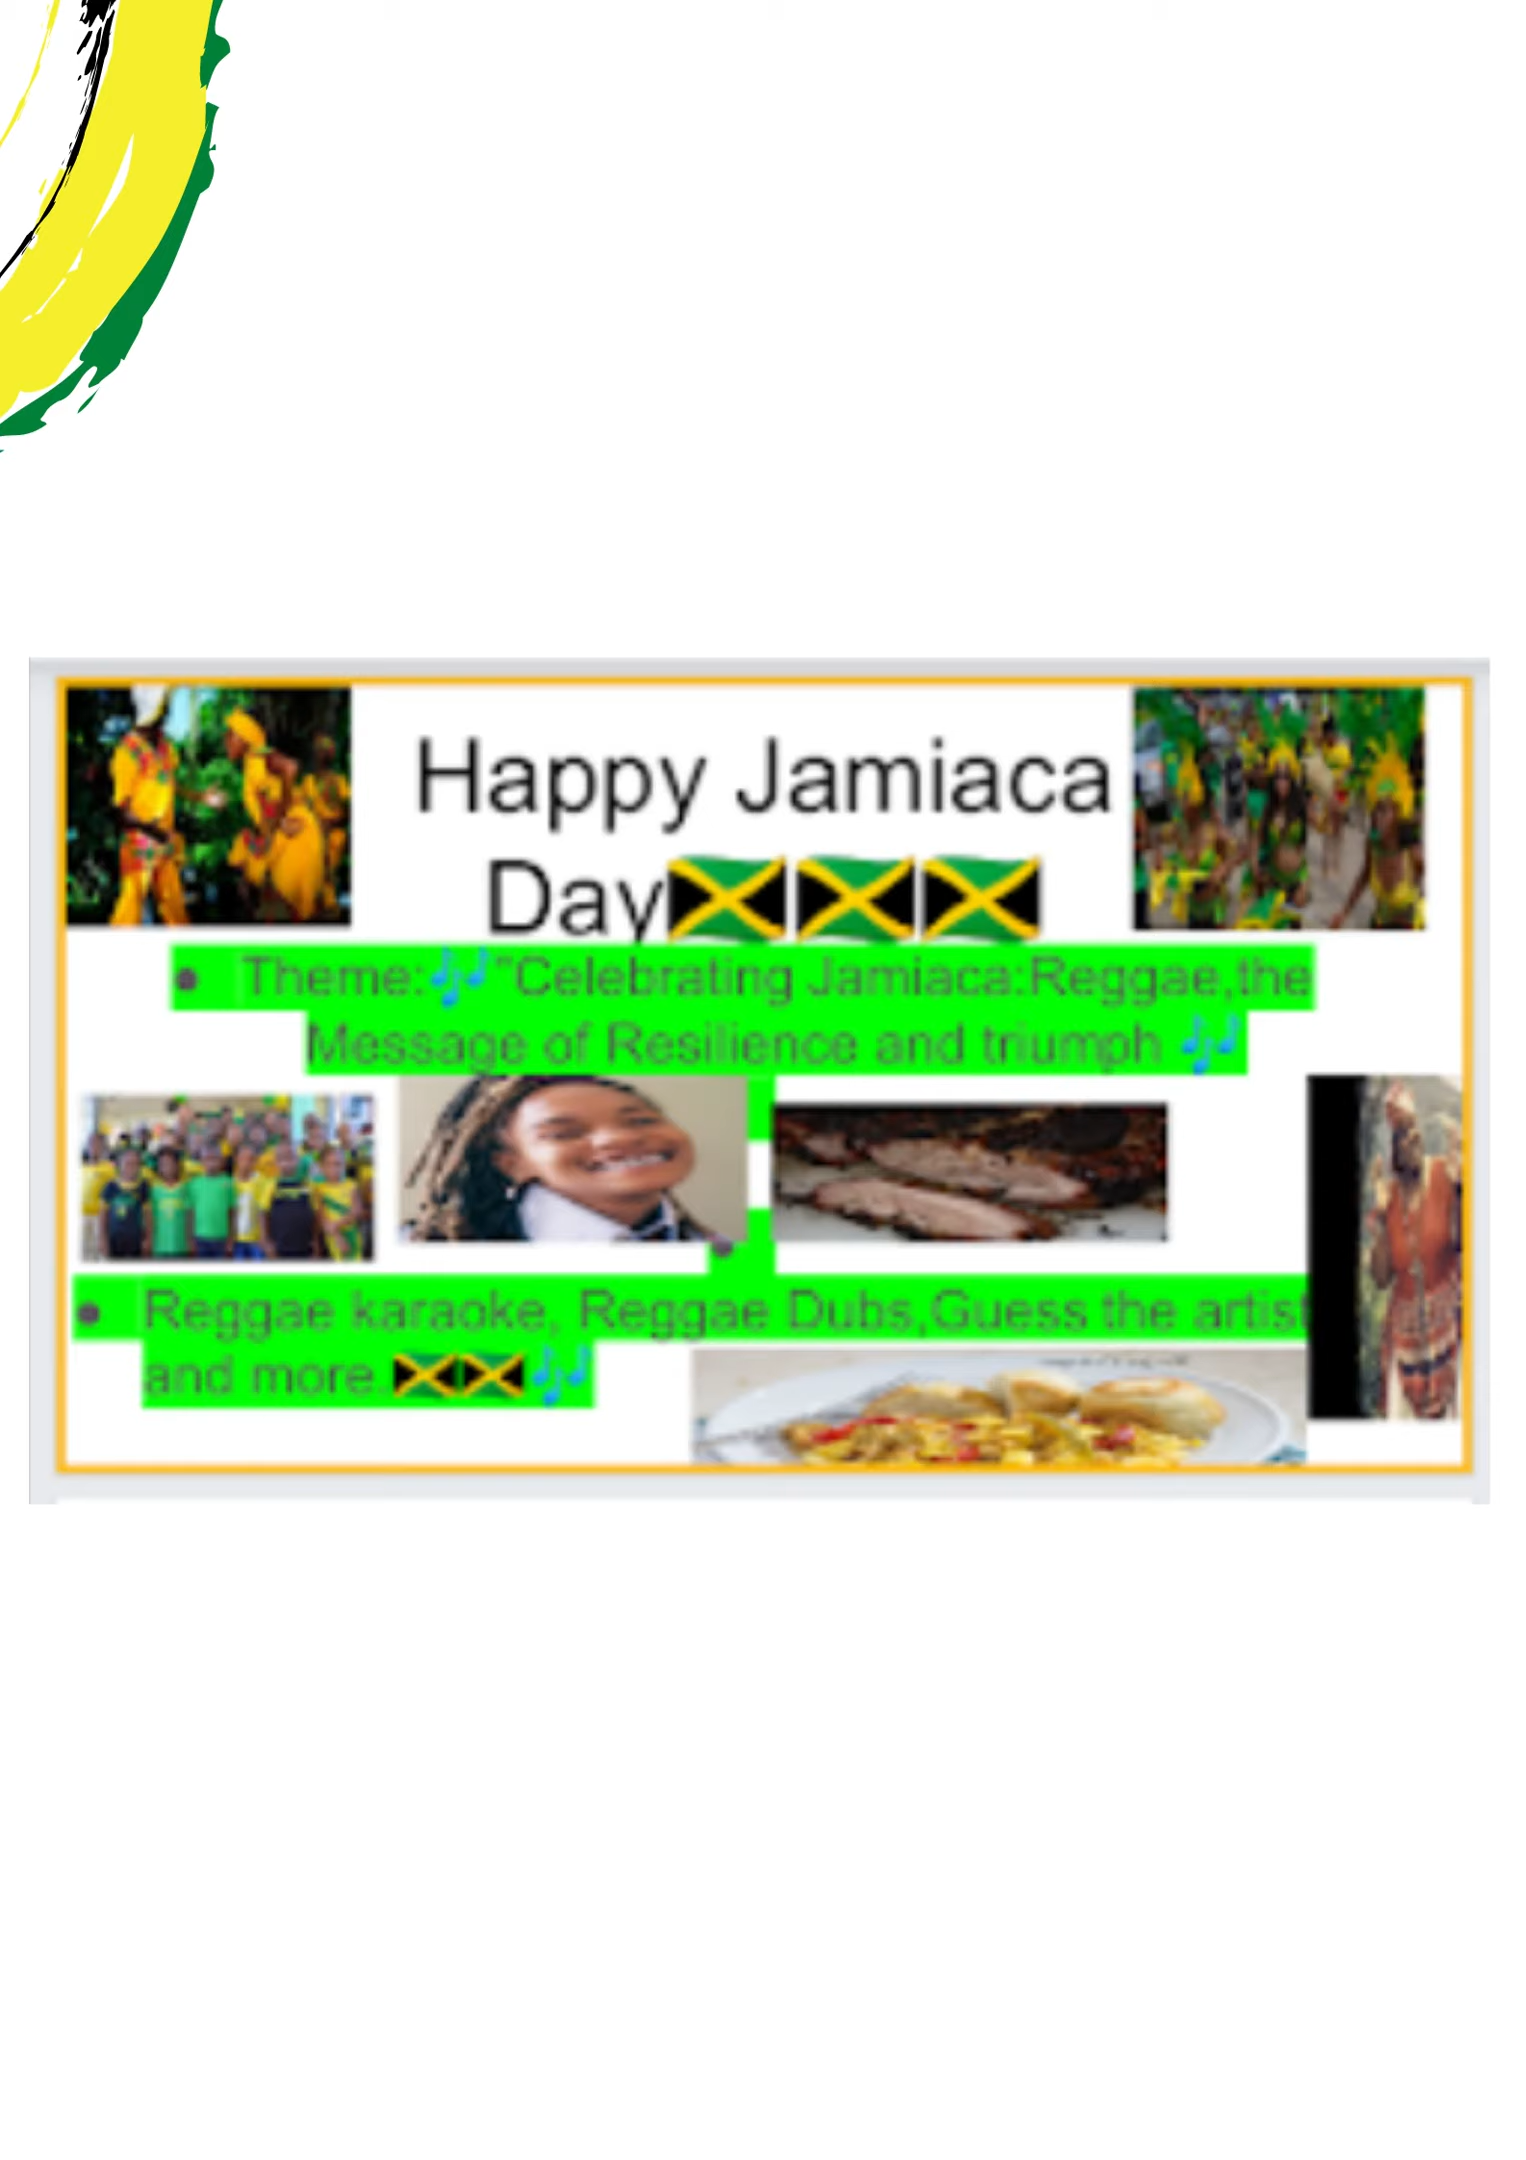 Happy Jamiaca
Day🇯🇲🇯🇲🇯🇲
● Theme:🎶"Celebrating Jamiaca:Reggae,the
Message of Resilience and triumph 🎶
● Reggae karaoke, Reggae Dubs,Guess the artist
and more.🇯🇲🇯🇲🎶